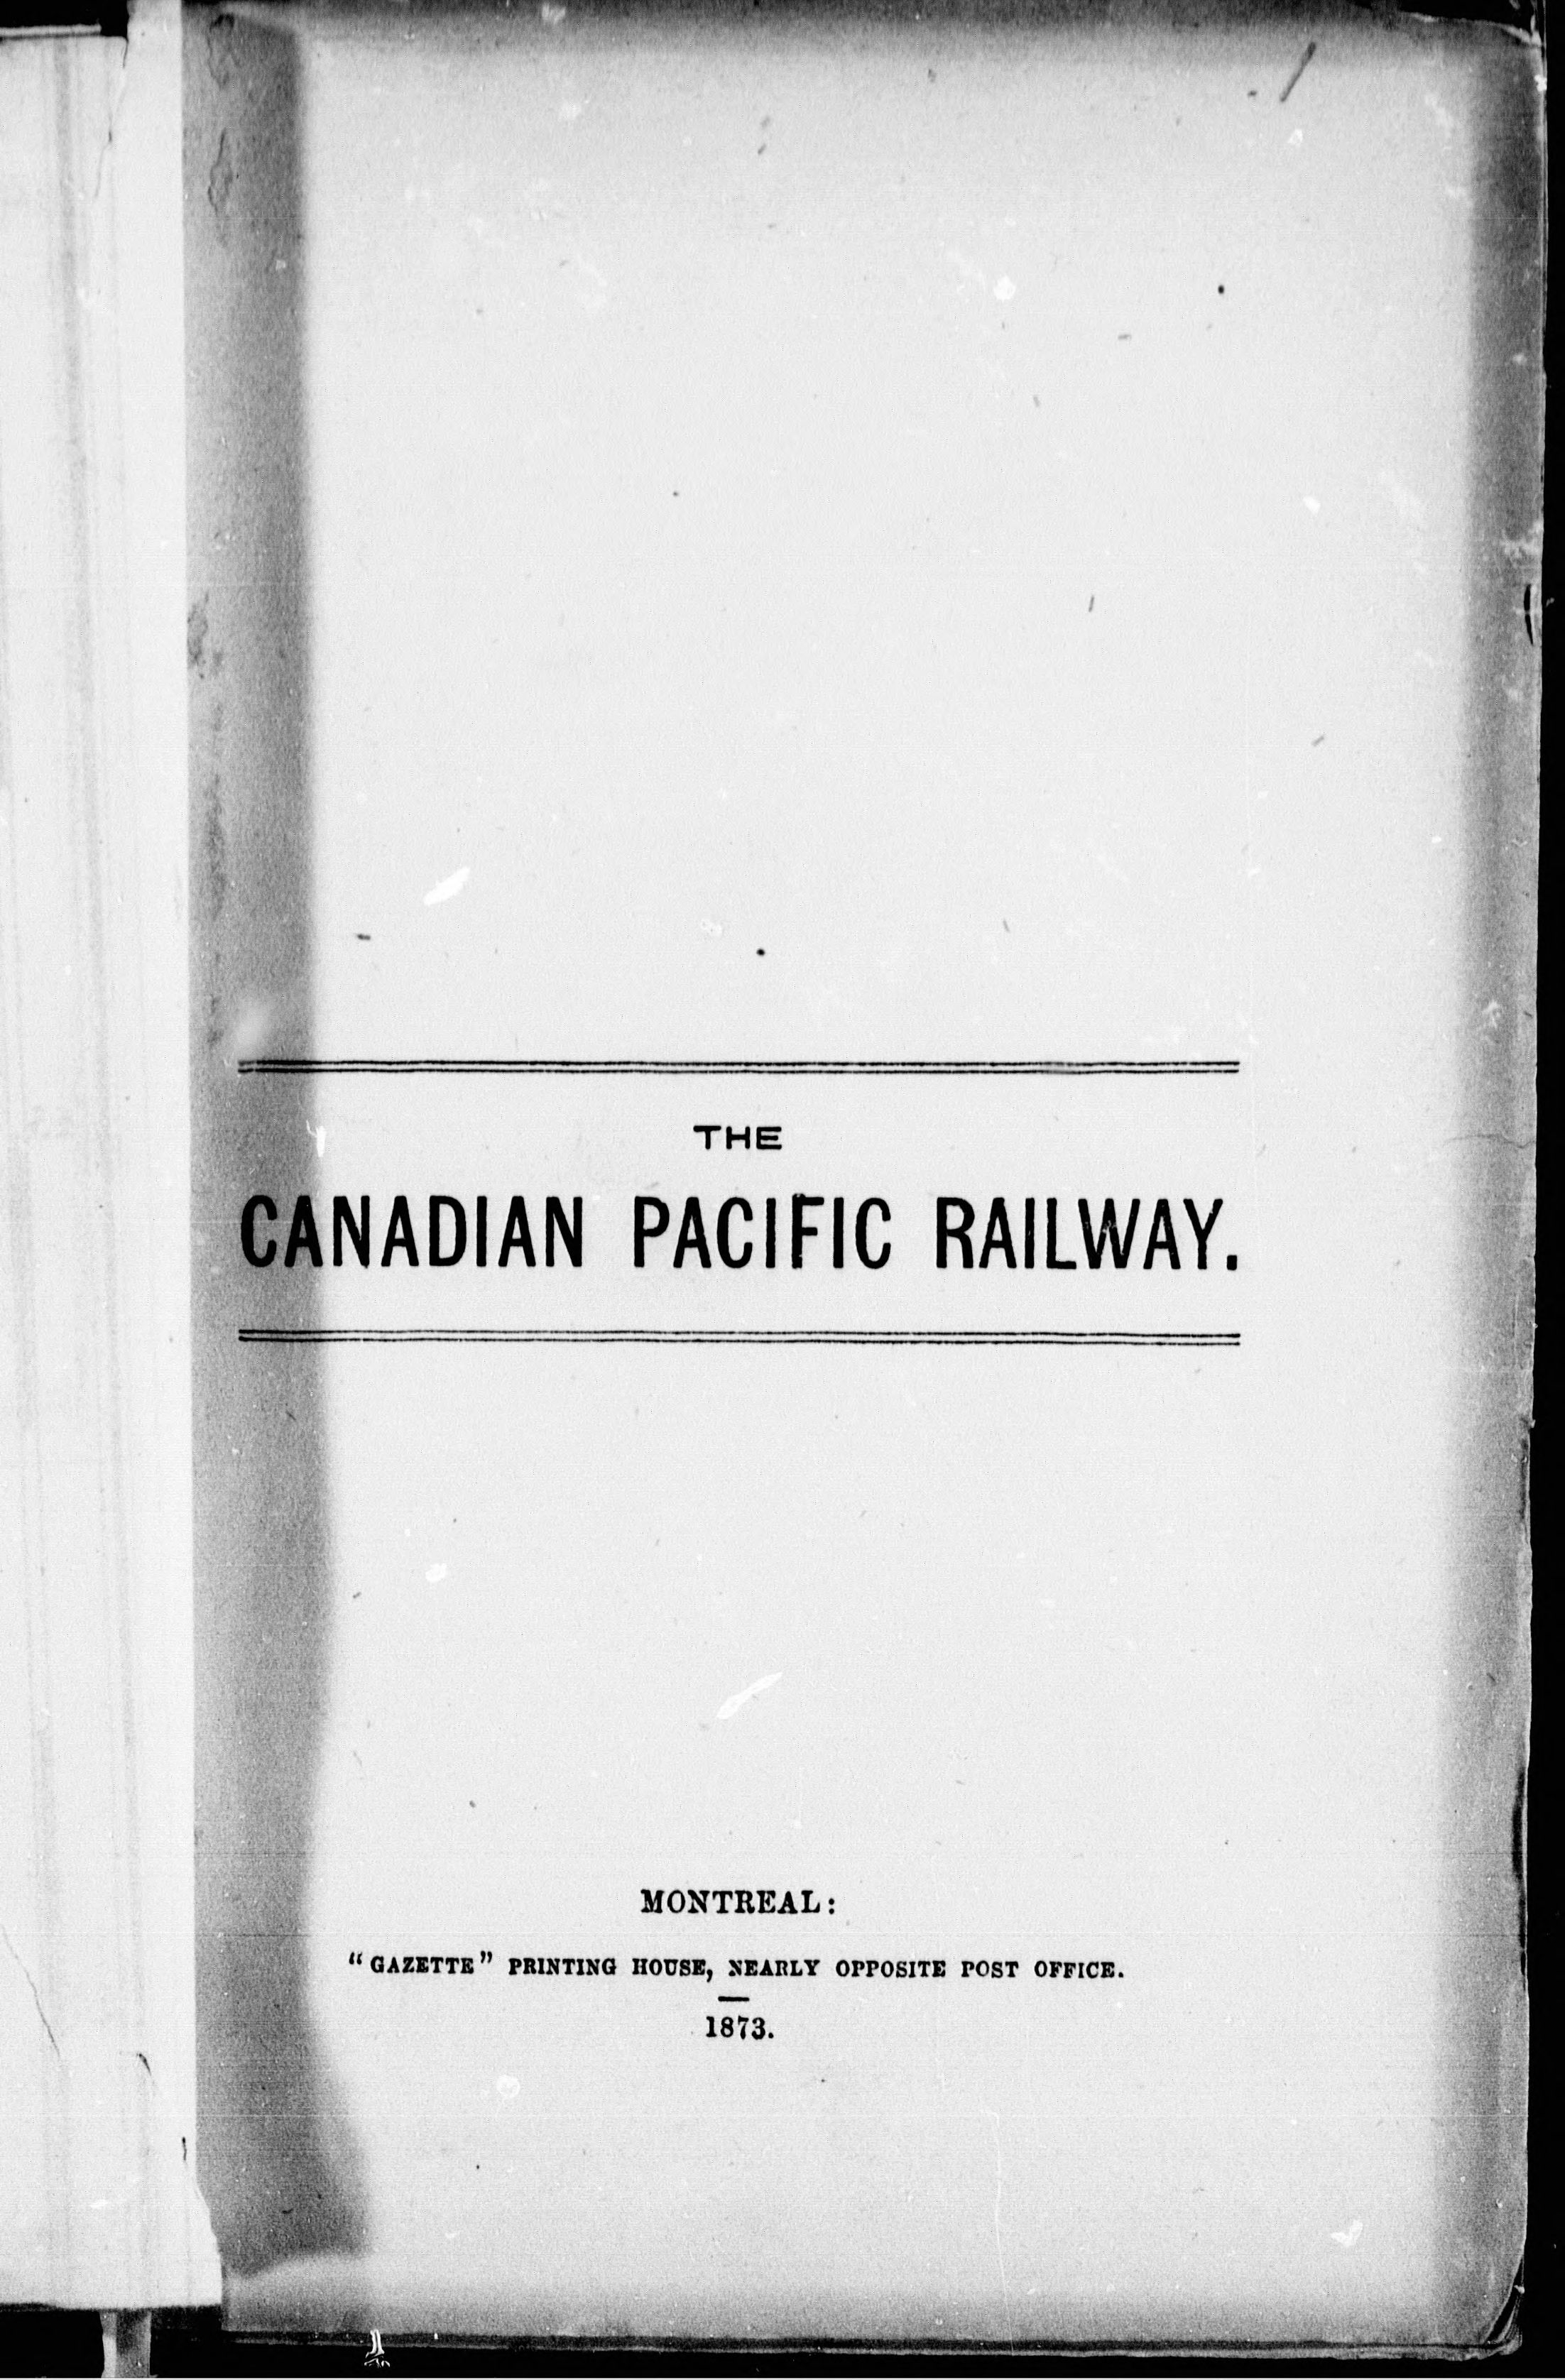 THE
CANADIAN PACIFIC RAILWAY.
MONTREAL:
“GAZETTE” PRINTING HOUSE, NEARLY OPPOSITE POST OFFICE.
1873.